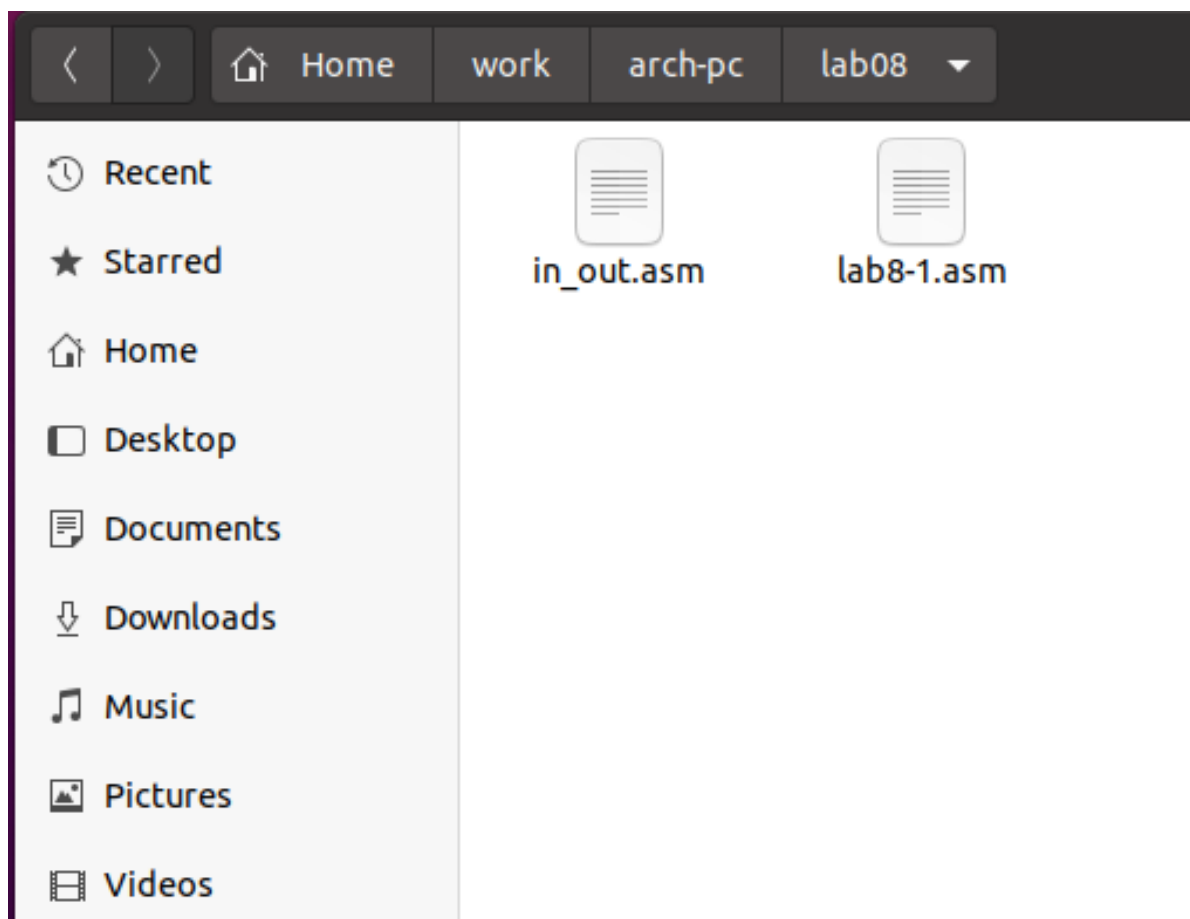 Home work arch-pc lab08
Recent
Starred
Home
Desktop
Documents
Downloads
Music
Pictures
Videos
in_out.asm lab8-1.asm